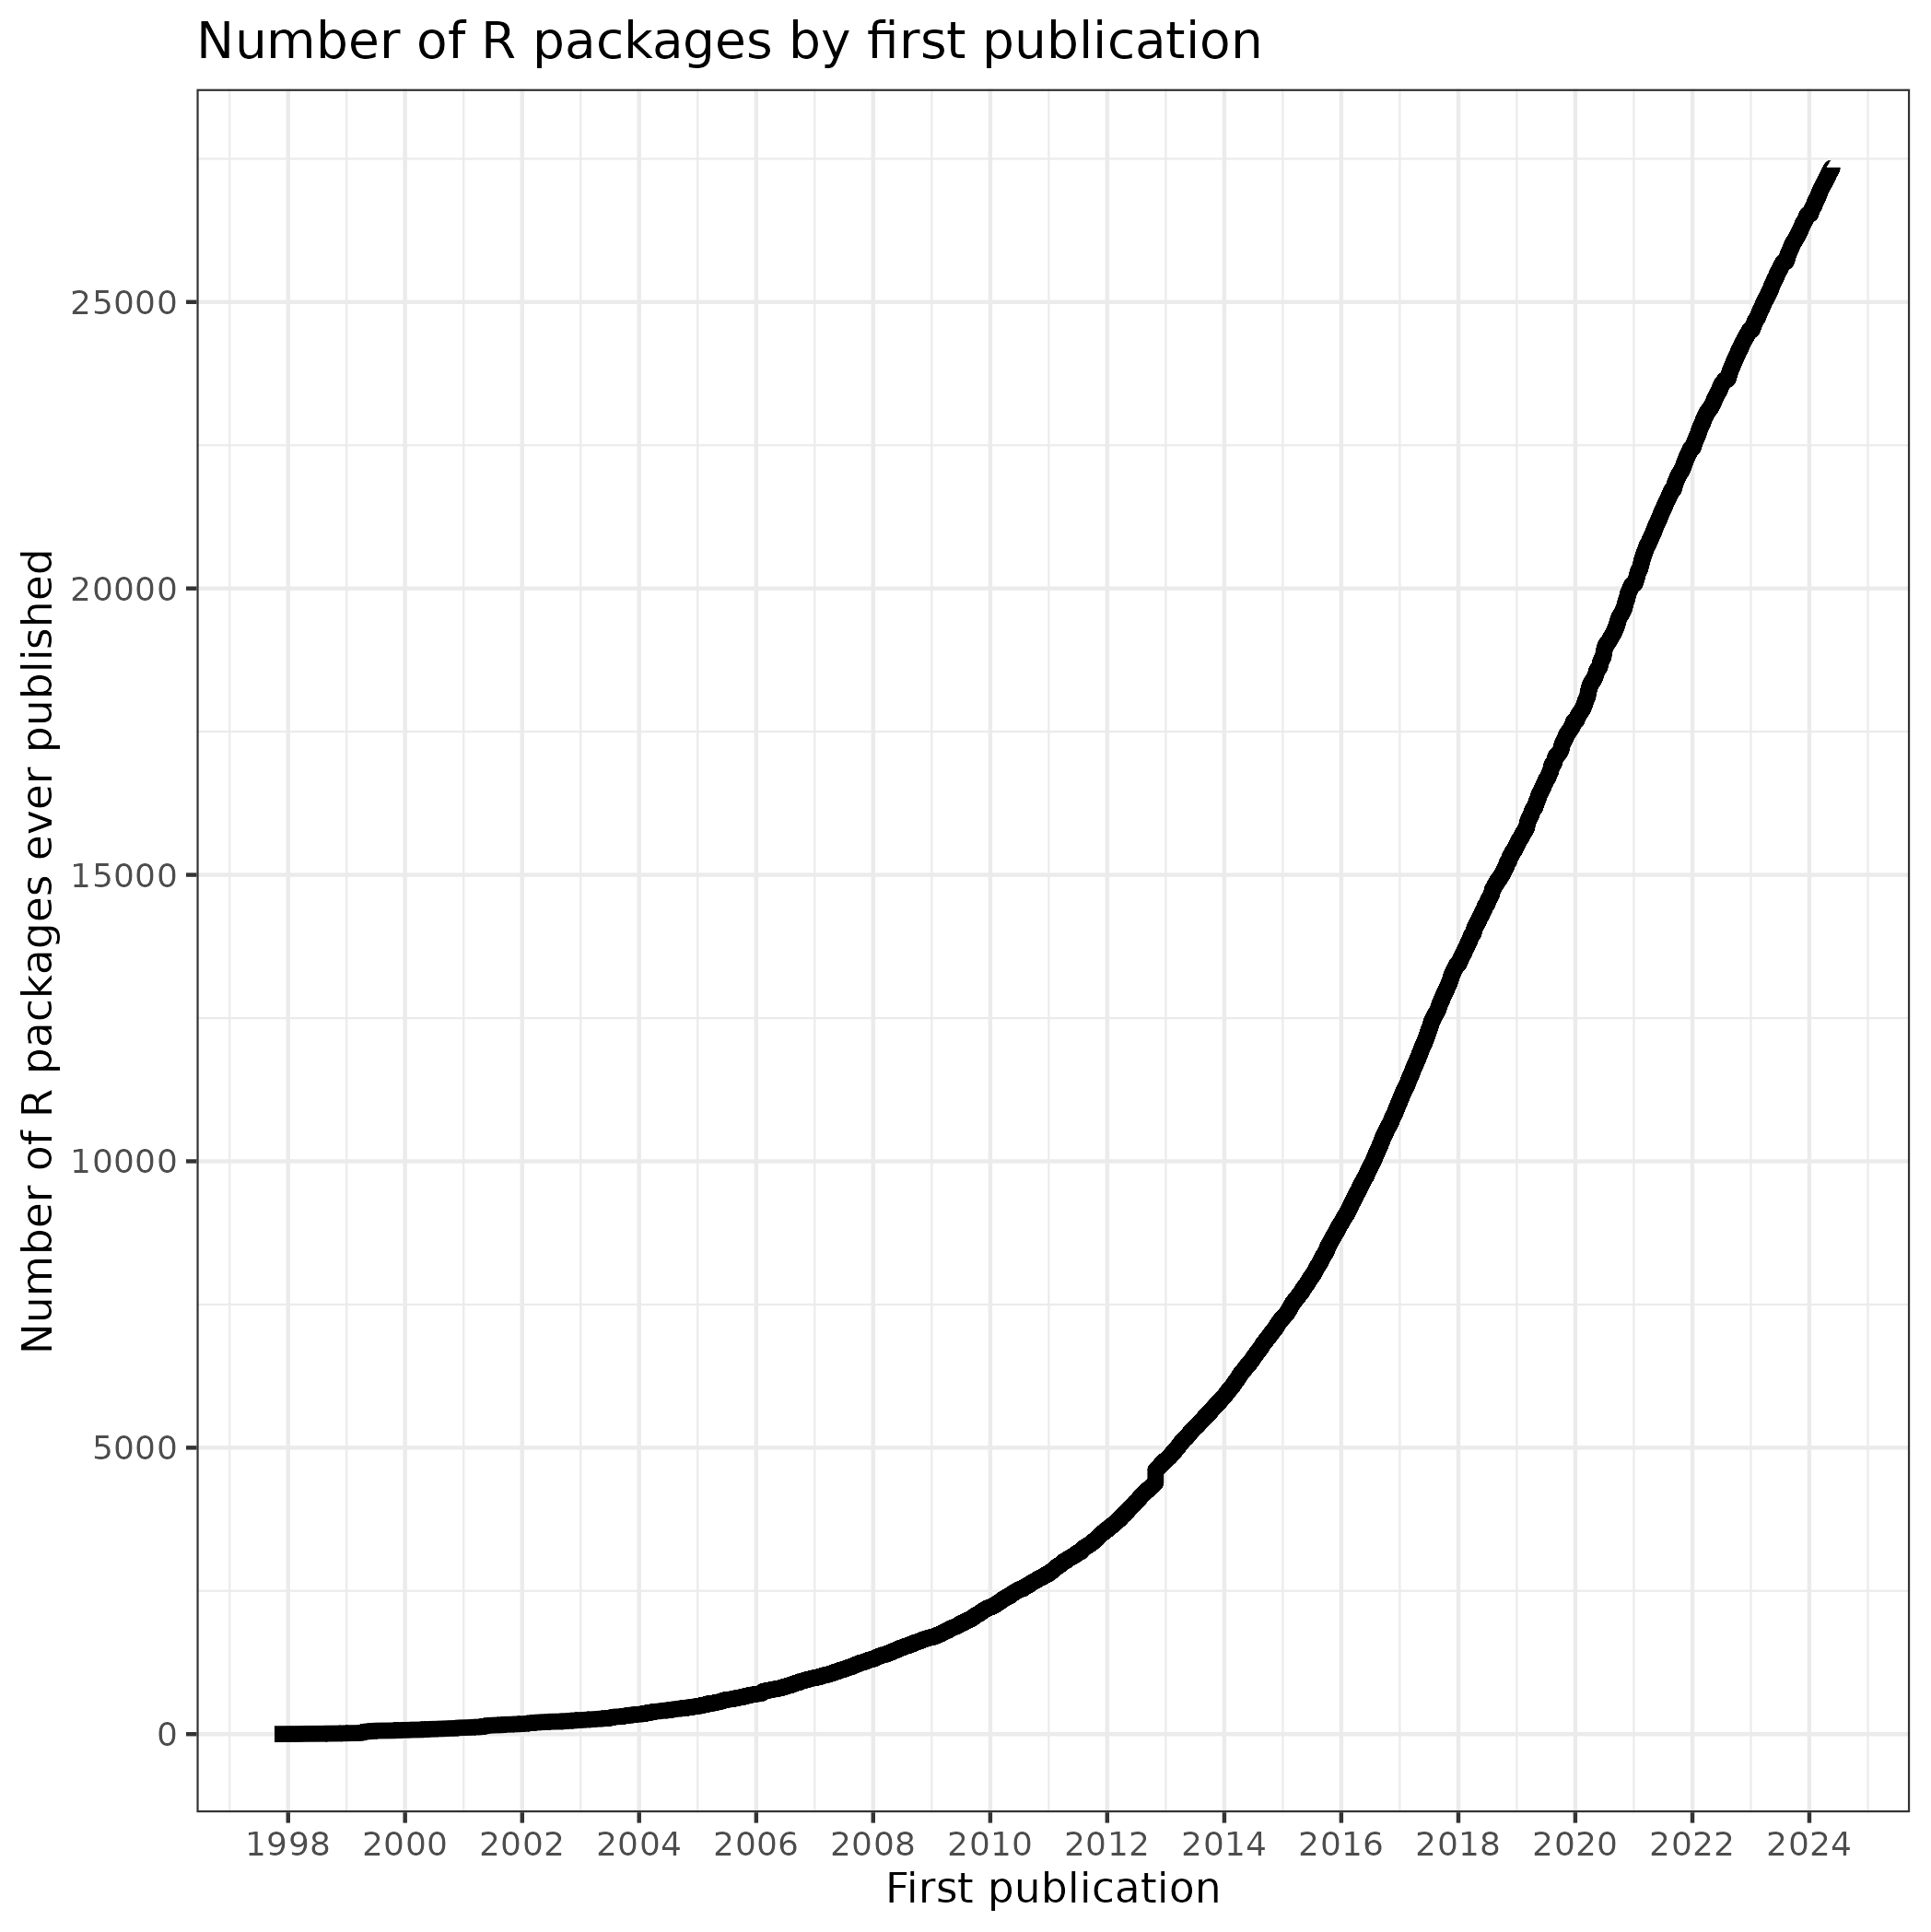 Number of R packages by first publication
Number of R packages ever published
25000
20000
15000
10000
5000
0
1998 2000 2002 2004 2006 2008 2010 2012 2014 2016 2018 2020 2022 2024
First publication